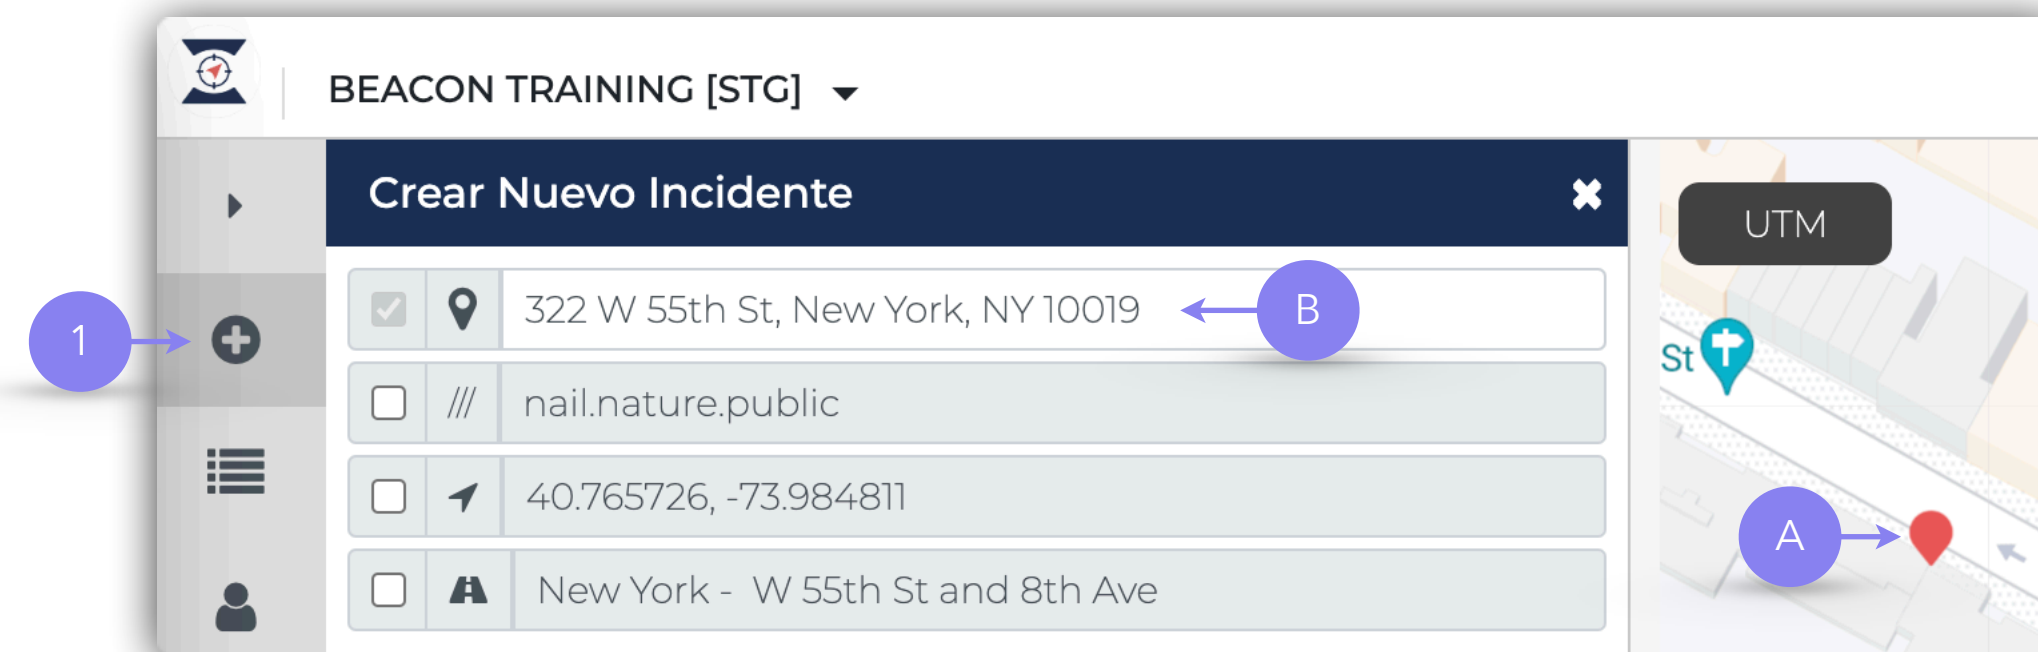 BEACON TRAINING [STG]
Crear Nuevo Incidente
UTM
1
322 W 55th St, New York, NY 10019
B
St
/// nail.nature.public
40.765726, -73.984811
A
New York - W 55th St and 8th Ave